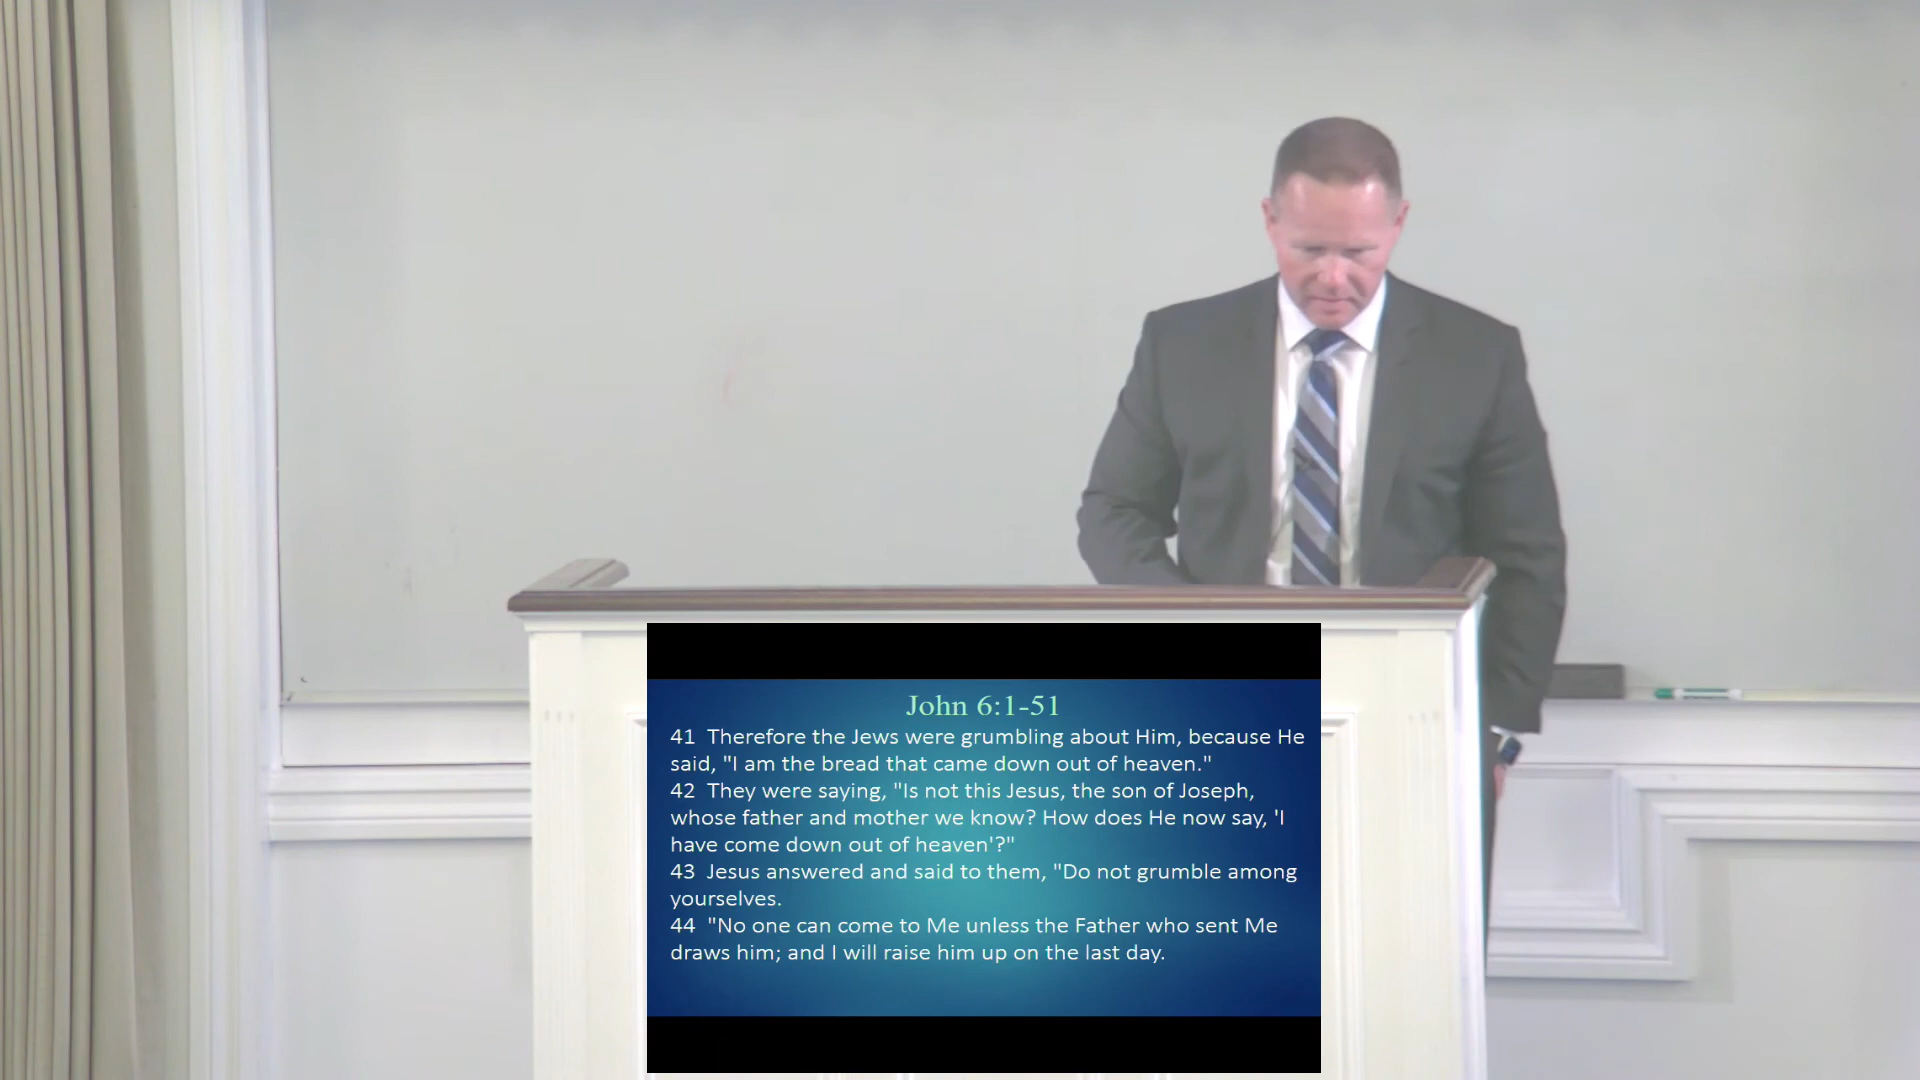 John 6:1-51
41 Therefore the Jews were grumbling about Him, because He
said, "I am the bread that came down out of heaven."
42 They were saying, "Is not this Jesus, the son of Joseph,
whose father and mother we know? How does He now say, 'I
have come down out of heaven'?"
43 Jesus answered and said to them, "Do not grumble among
yourselves.
44 "No one can come to Me unless the Father who sent Me
draws him; and I will raise him up on the last day.